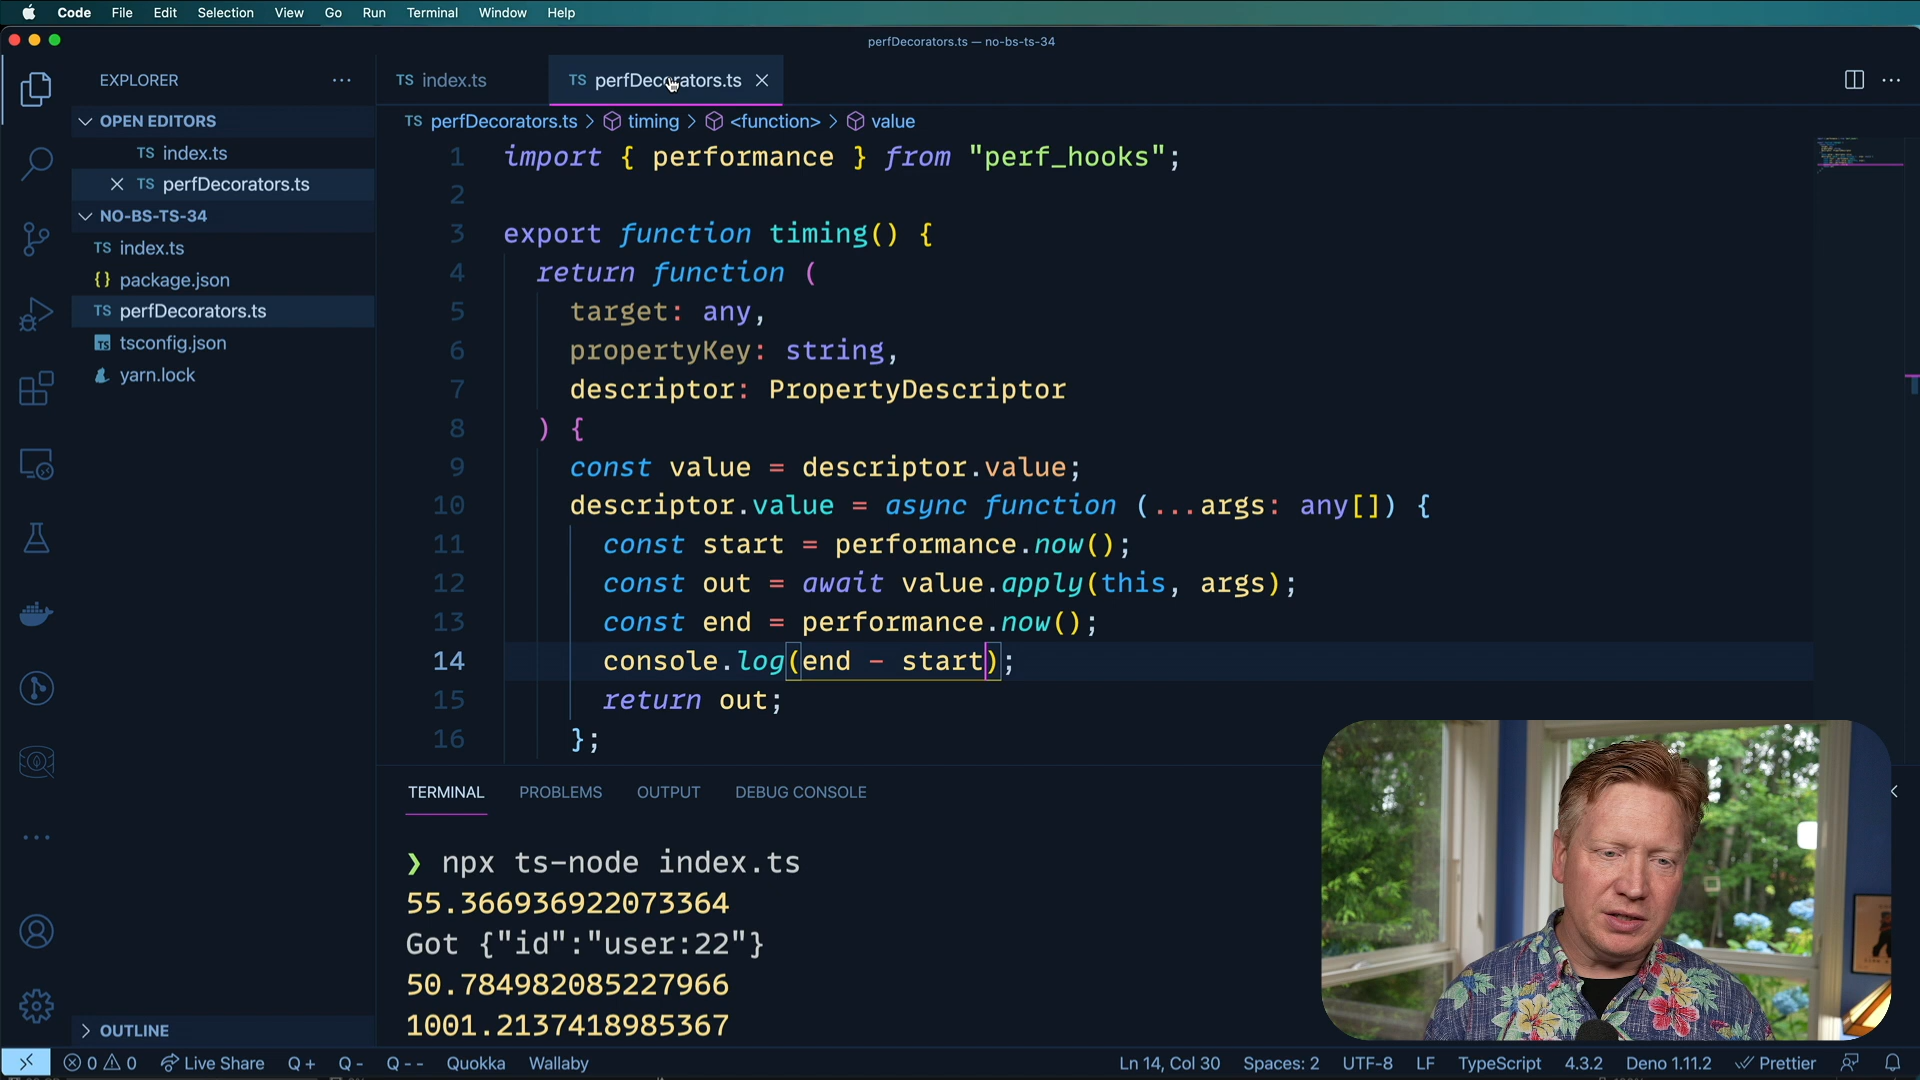 Code File Edit Selection View Go Run Terminal Window Help
perfDecorators.ts — no-bs-ts-34
EXPLORER
TS index.ts
TS perfDecorators.ts
OPEN EDITORS
TS index.ts
TS perfDecorators.ts
NO-BS-TS-34
TS index.ts
{} package.json
TS perfDecorators.ts
TS tsconfig.json
yarn.lock
OUTLINE
TS perfDecorators.ts > timing > <function> > value
1 import { performance } from "perf_hooks";
2
3 export function timing() {
4 return function (
5 target: any,
6 propertyKey: string,
7 descriptor: PropertyDescriptor
8 ) {
9 const value = descriptor.value;
10 descriptor.value = async function (...args: any[]) {
11 const start = performance.now();
12 const out = await value.apply(this, args);
13 const end = performance.now();
14 console.log(end - start);
15 return out;
16 };
TERMINAL PROBLEMS OUTPUT DEBUG CONSOLE
❯ npx ts-node index.ts
55.366936922073364
Got {"id":"user:22"}
50.784982085227966
1001.2137418985367
0 0 Live Share Q+ Q- Q-- Quokka Wallaby Ln 14, Col 30 Spaces: 2 UTF-8 LF TypeScript 4.3.2 Deno 1.11.2 Prettier